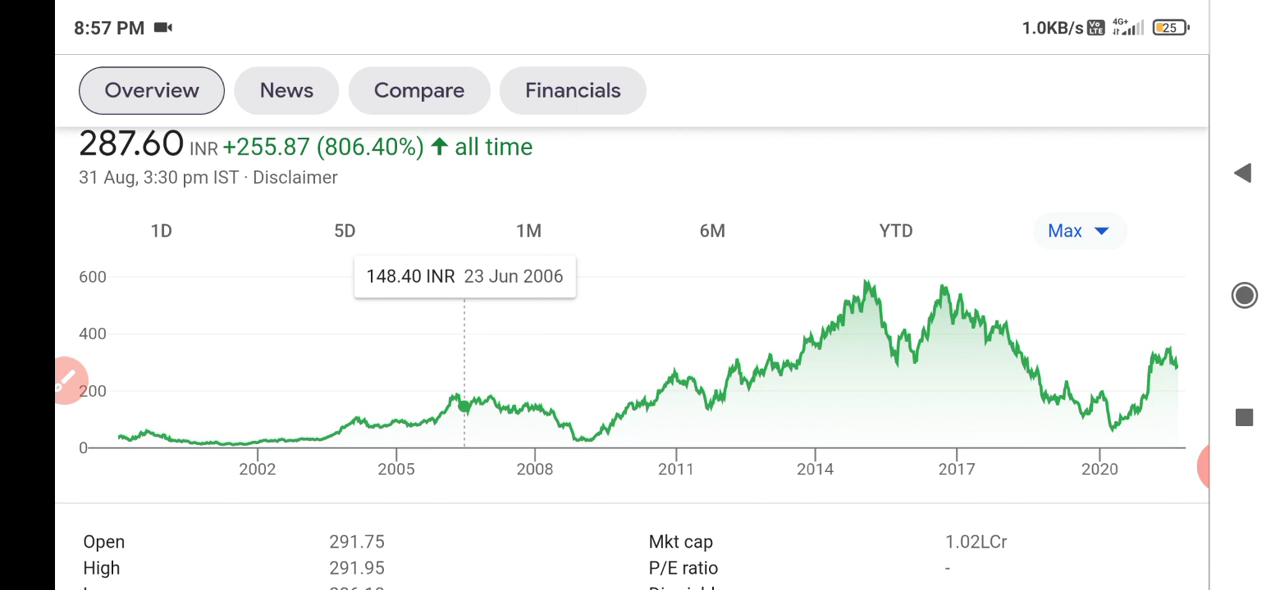 8:57 PM 1.0KB/s Vo LTE 4G+ 25
Overview News Compare Financials
287.60 INR +255.87 (806.40%) ↑ all time
31 Aug, 3:30 pm IST · Disclaimer
1D 5D 1M 6M YTD Max
148.40 INR 23 Jun 2006
600
400
200
0
2002 2005 2008 2011 2014 2017 2020
Open 291.75 Mkt cap 1.02LCr
High 291.95 P/E ratio -